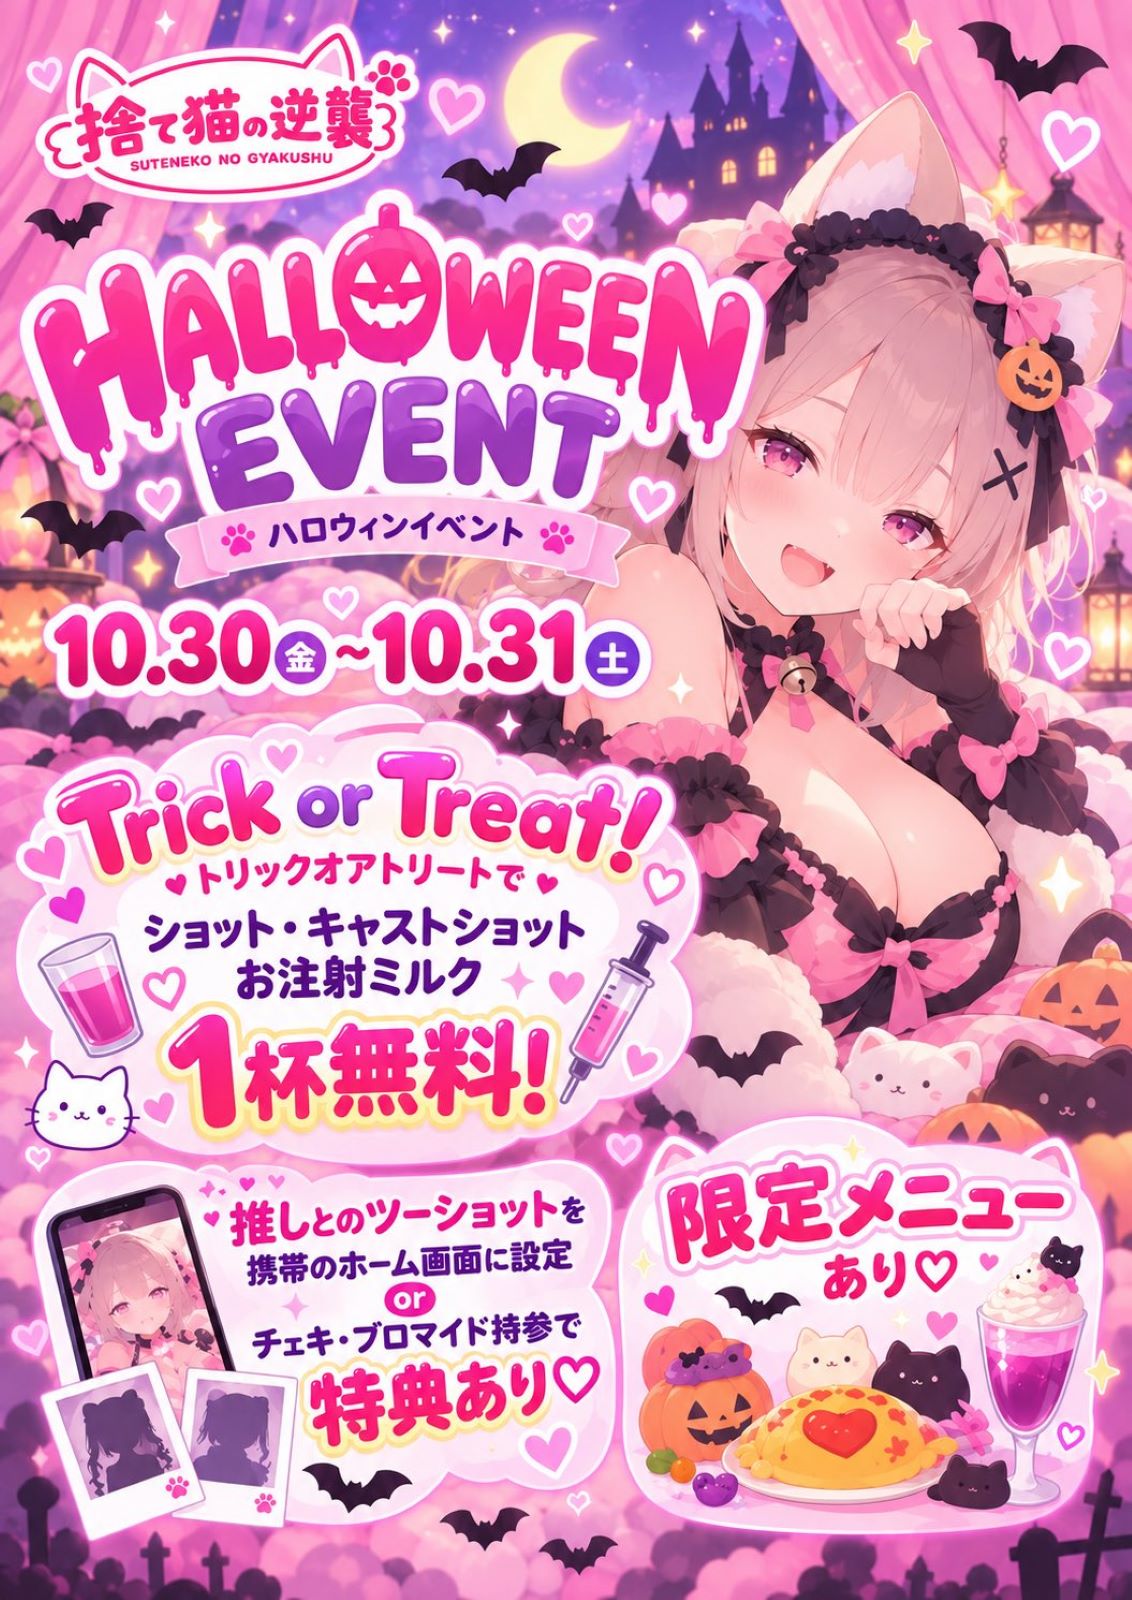 捨て猫の逆襲
SUTENEKO NO GYAKUSHU
HALLOWEEN
EVENT
ハロウィンイベント
10.30金~10.31土
Trick or Treat!
トリックオアトリートで
ショット・キャストショット
お注射ミルク
1杯無料!
推しとのツーショットを
携帯のホーム画面に設定
or
チェキ・ブロマイド持参で
特典あり♡
限定メニュー
あり♡